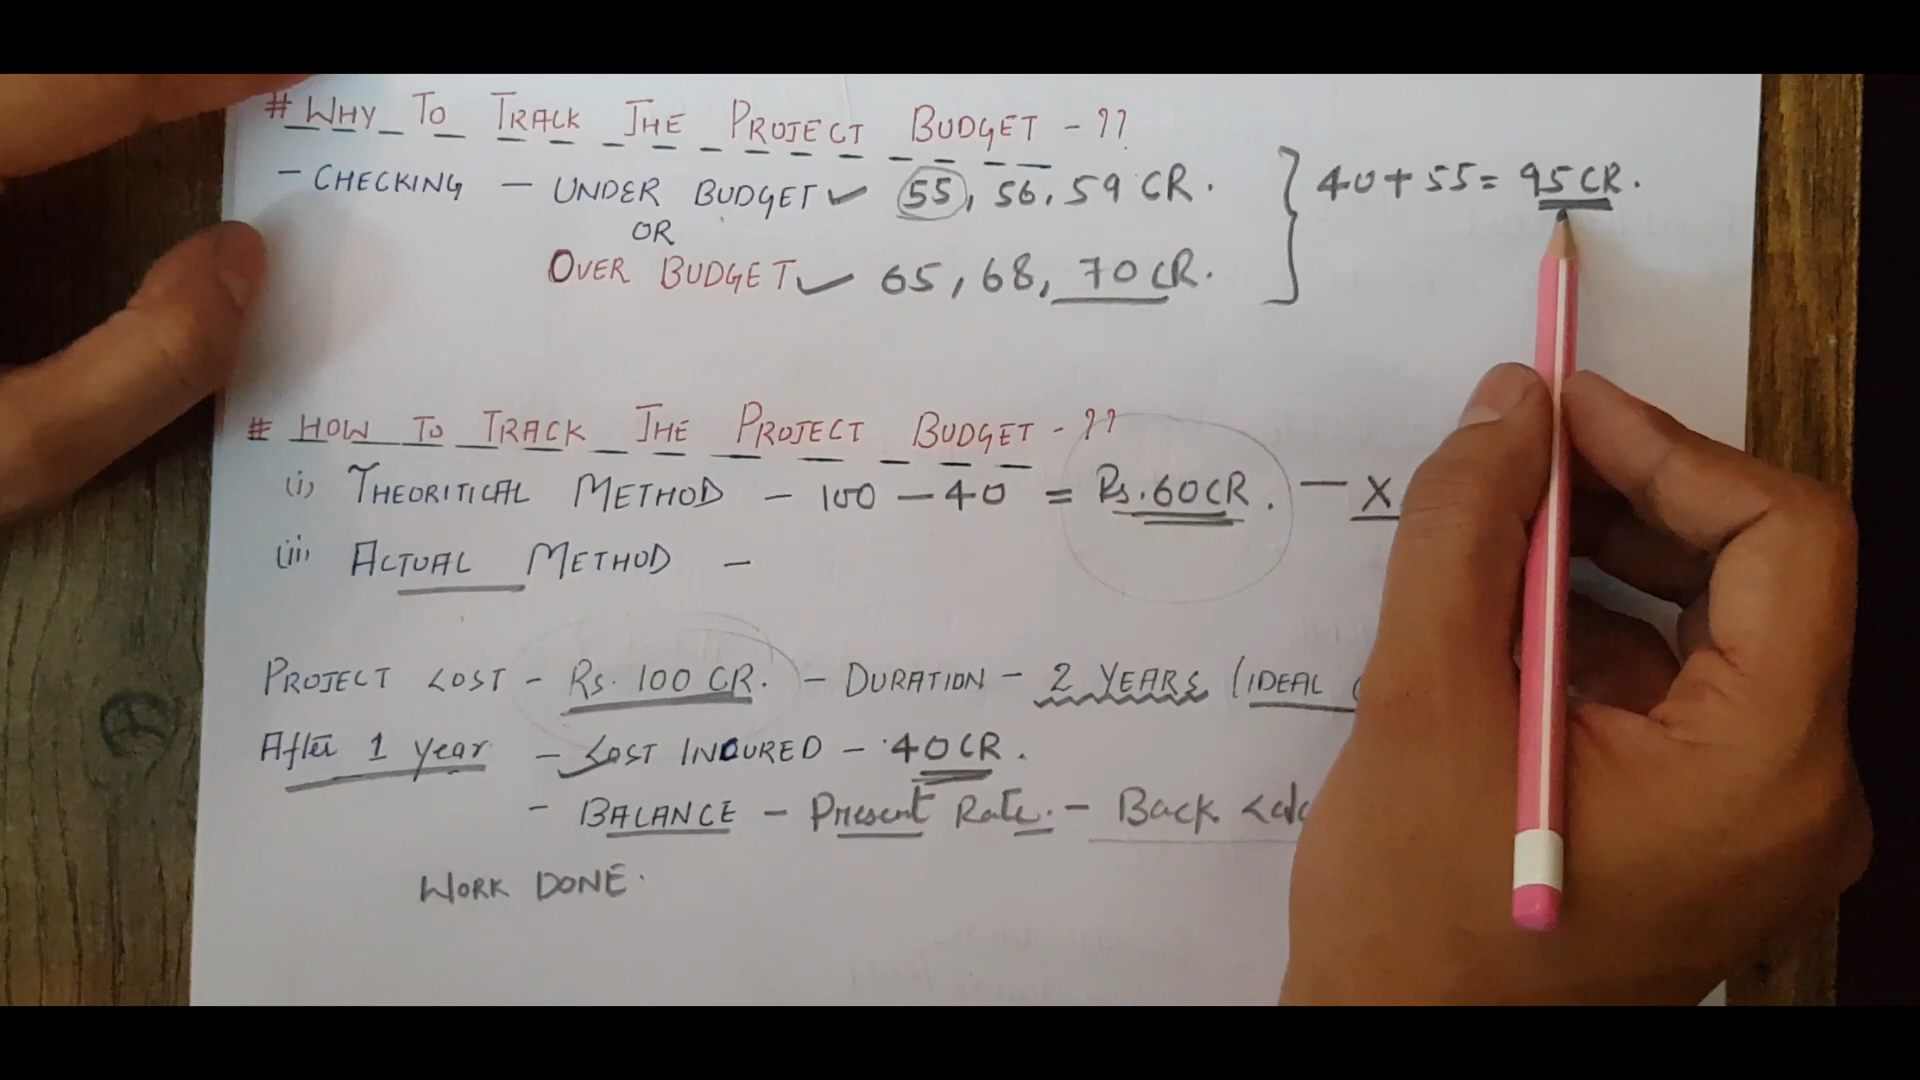 # WHY TO TRACK THE PROJECT BUDGET - ??
- CHECKING - UNDER BUDGET ✓ 55, 56, 59 CR. } 40+55 = 95 CR.
OR
OVER BUDGET ✓ 65, 68, 70 CR.
# HOW TO TRACK THE PROJECT BUDGET - ??
(i) THEORITICAL METHOD - 100 - 40 = Rs. 60 CR. - X
(ii) ACTUAL METHOD -
PROJECT COST - Rs. 100 CR. - DURATION - 2 YEARS (IDEAL
After 1 year - COST INCURED - 40 CR.
- BALANCE - Present Rate. - Back
WORK DONE.